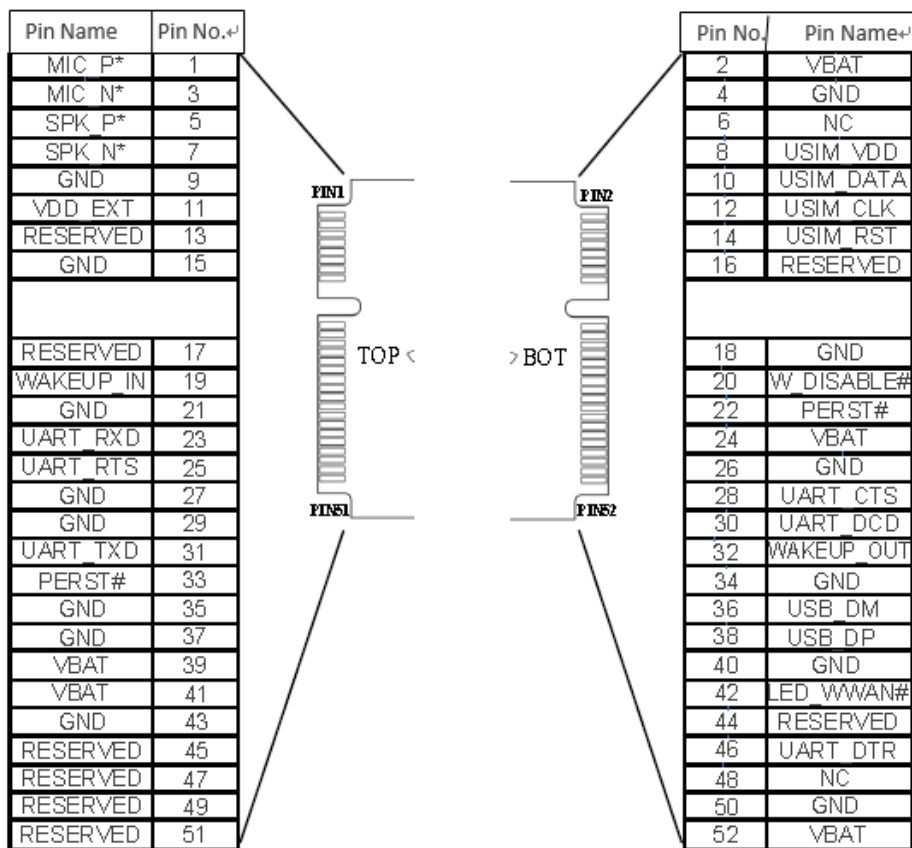 Pin Name Pin No.↵
MIC_P* 1
MIC_N* 3
SPK_P* 5
SPK_N* 7
GND 9
VDD_EXT 11
RESERVED 13
GND 15
RESERVED 17
WAKEUP_IN 19
GND 21
UART_RXD 23
UART_RTS 25
GND 27
GND 29
UART_TXD 31
PERST# 33
GND 35
GND 37
VBAT 39
VBAT 41
GND 43
RESERVED 45
RESERVED 47
RESERVED 49
RESERVED 51
PIN1
TOP
PIN51
PIN2
BOT
PIN52
Pin No. Pin Name↵
2 VBAT
4 GND
6 NC
8 USIM_VDD
10 USIM_DATA
12 USIM_CLK
14 USIM_RST
16 RESERVED
18 GND
20 W_DISABLE#
22 PERST#
24 VBAT
26 GND
28 UART_CTS
30 UART_DCD
32 WAKEUP_OUT
34 GND
36 USB_DM
38 USB_DP
40 GND
42 LED_WWAN#
44 RESERVED
46 UART_DTR
48 NC
50 GND
52 VBAT